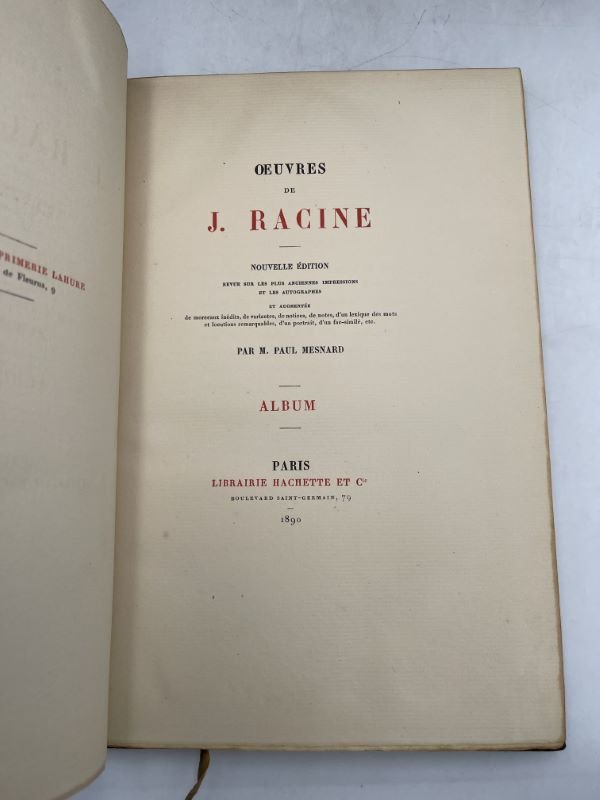 PRIMERIE LAHURE
de Fleurus, 9
OEUVRES
DE
J. RACINE
NOUVELLE ÉDITION
REVUE SUR LES PLUS ANCIENNES IMPRESSIONS
ET LES AUTOGRAPHES
ET AUGMENTÉE
de morceaux inédits, de variantes, de notices, de notes, d'un lexique des mots
et locutions remarquables, d'un portrait, d'un fac-similé, etc.
PAR M. PAUL MESNARD
ALBUM
PARIS
LIBRAIRIE HACHETTE ET Cie
BOULEVARD SAINT-GERMAIN, 79
1890